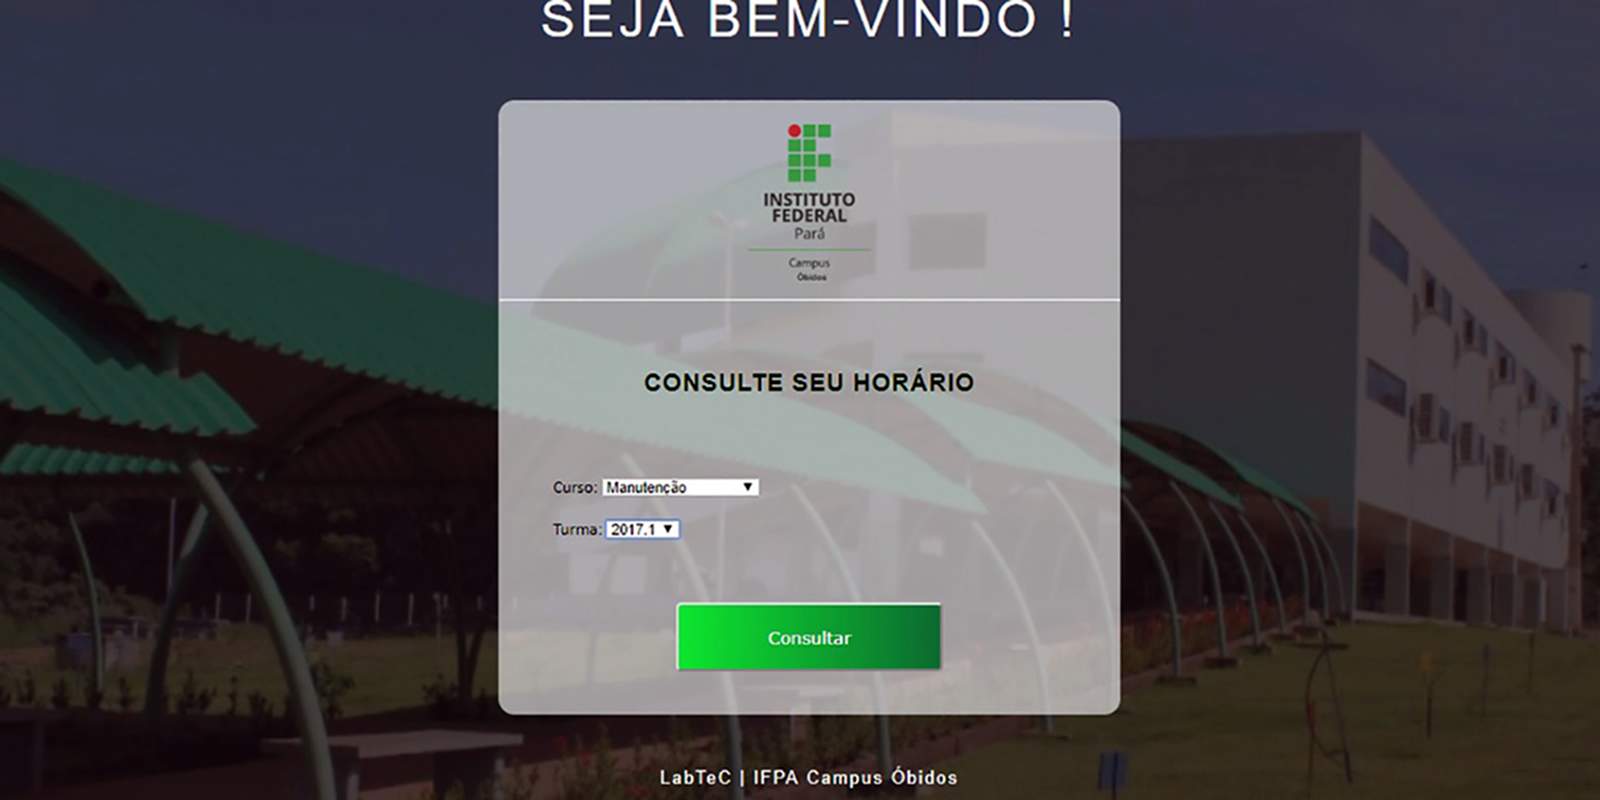 SEJA BEM-VINDO !
INSTITUTO
FEDERAL
Pará
Campus
Óbidos
CONSULTE SEU HORÁRIO
Curso: Manutenção
Turma: 2017.1
Consultar
LabTeC | IFPA Campus Óbidos